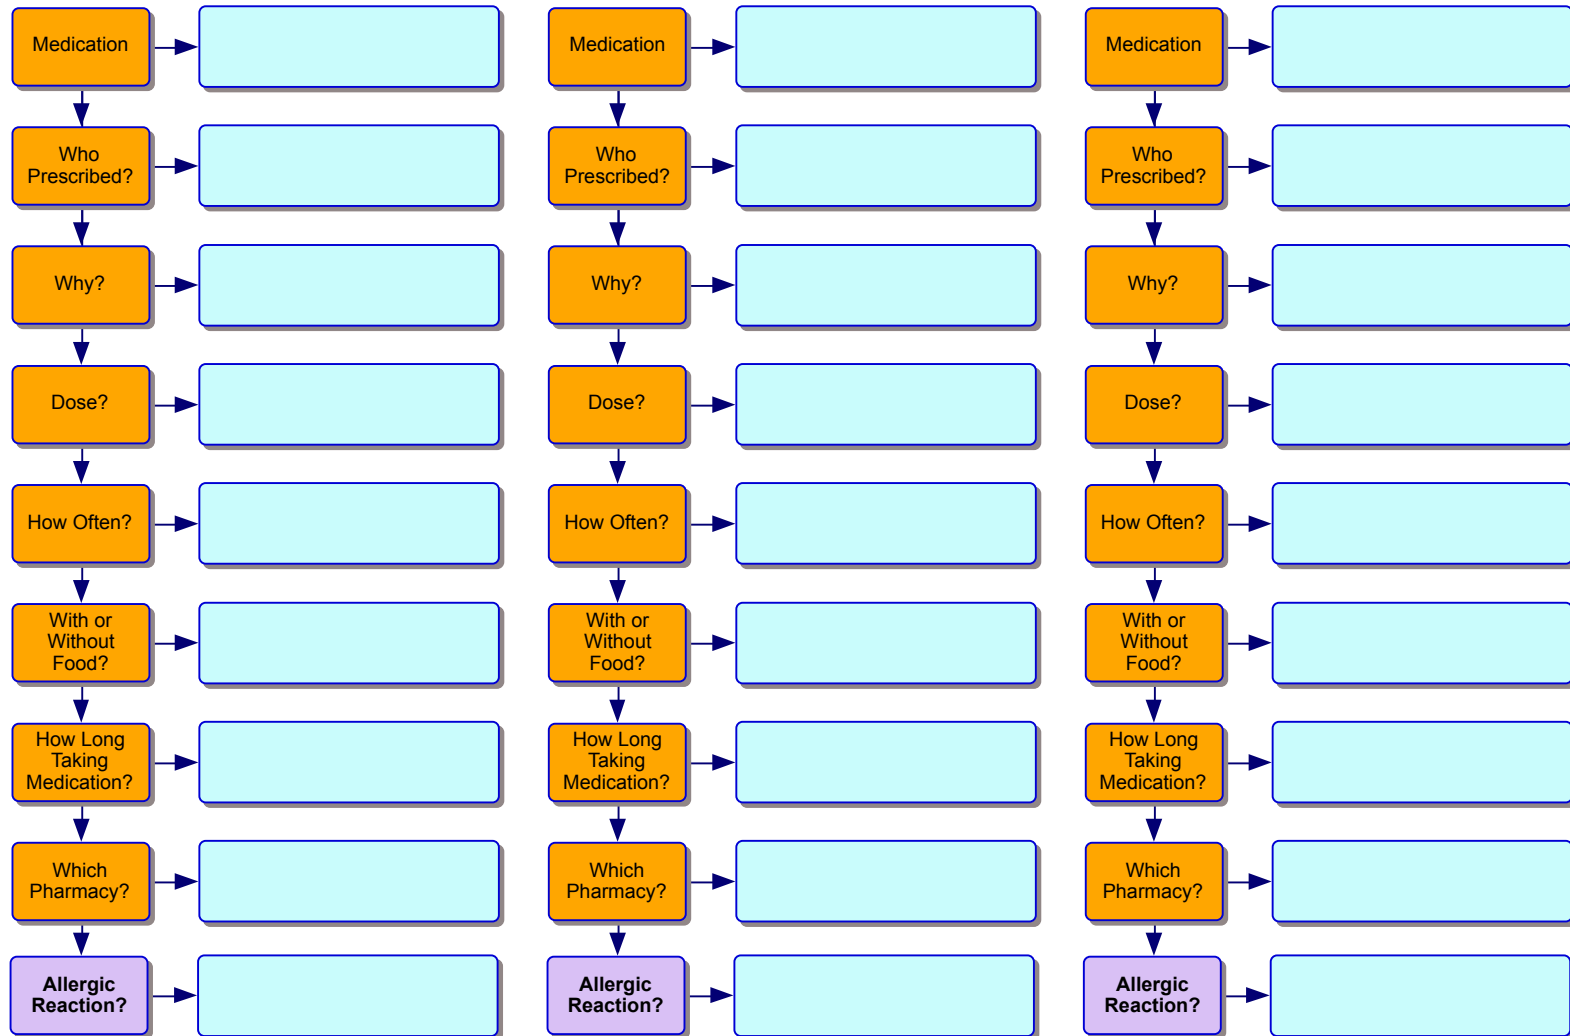 Medication
Who
Prescribed?
Why?
Dose?
How Often?
With or
Without
Food?
How Long
Taking
Medication?
Which
Pharmacy?
Allergic
Reaction?
Medication
Who
Prescribed?
Why?
Dose?
How Often?
With or
Without
Food?
How Long
Taking
Medication?
Which
Pharmacy?
Allergic
Reaction?
Medication
Who
Prescribed?
Why?
Dose?
How Often?
With or
Without
Food?
How Long
Taking
Medication?
Which
Pharmacy?
Allergic
Reaction?